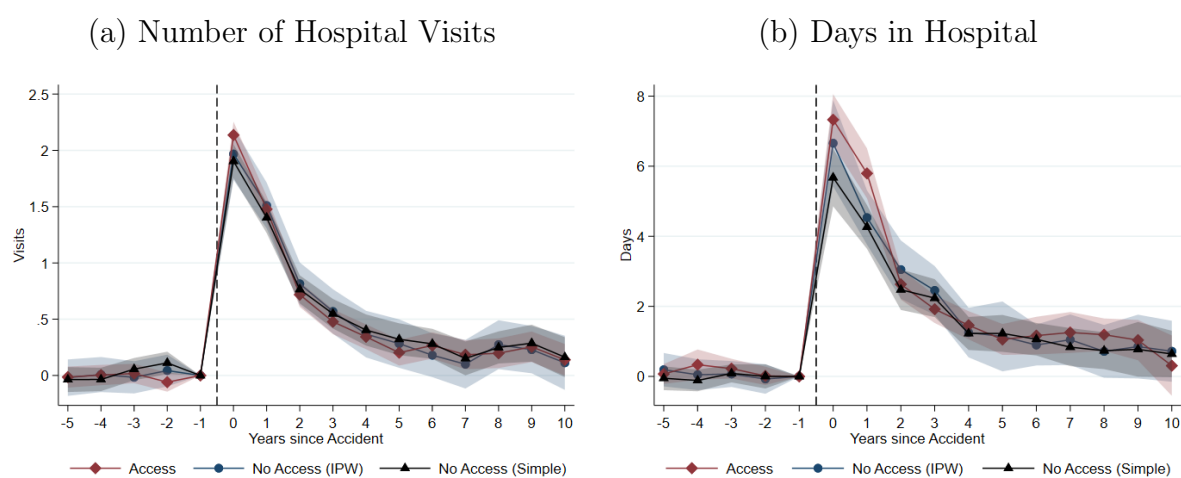 (a) Number of Hospital Visits
2.5
2
1.5
1
.5
0
Visits
-5 -4 -3 -2 -1 0 1 2 3 4 5 6 7 8 9 10
Years since Accident
Access No Access (IPW) No Access (Simple)
(b) Days in Hospital
8
6
4
2
0
Days
-5 -4 -3 -2 -1 0 1 2 3 4 5 6 7 8 9 10
Years since Accident
Access No Access (IPW) No Access (Simple)